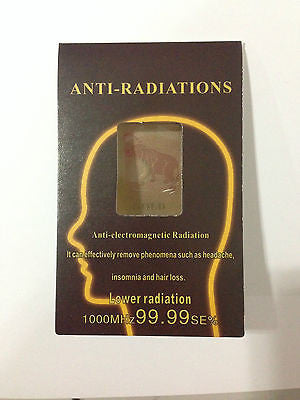 ANTI-RADIATIONS
Anti-electromagnetic Radiation
It can effectively remove phenomena such as headache,
insomnia and hair loss.
Lower radiation
1000MHz99.99SE%